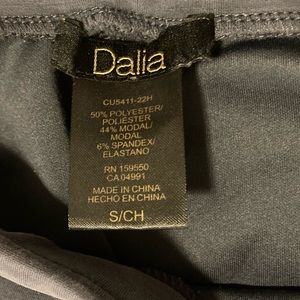 Dalia
CU5411-22H
50% POLYESTER/
POLIÉSTER
44% MODAL/
MODAL
6% SPANDEX/
ELASTANO
RN 159550
CA 04991
MADE IN CHINA
HECHO EN CHINA
S/CH